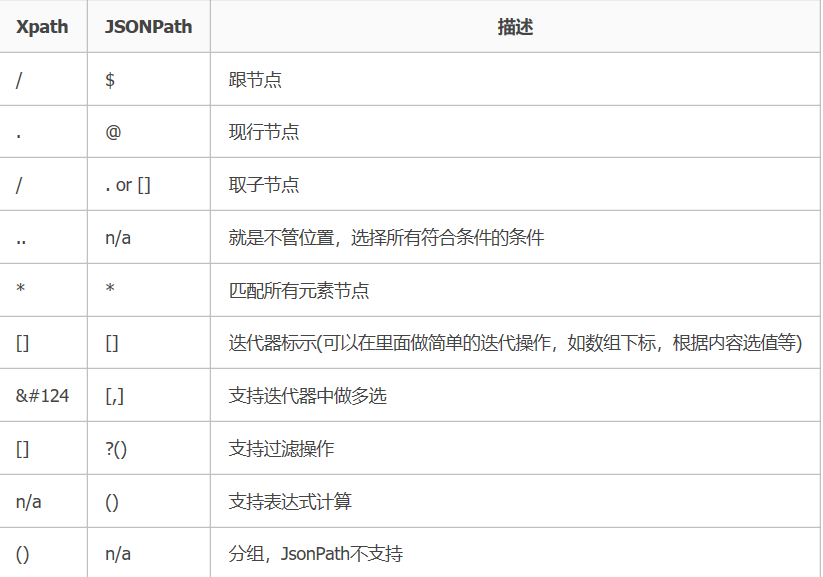 Xpath JSONPath 描述
/ $ 跟节点
. @ 现行节点
/ . or [] 取子节点
.. n/a 就是不管位置，选择所有符合条件的条件
* * 匹配所有元素节点
[] [] 迭代器标示(可以在里面做简单的迭代操作，如数组下标，根据内容选值等)
&#124 [,] 支持迭代器中做多选
[] ?() 支持过滤操作
n/a () 支持表达式计算
() n/a 分组，JsonPath不支持